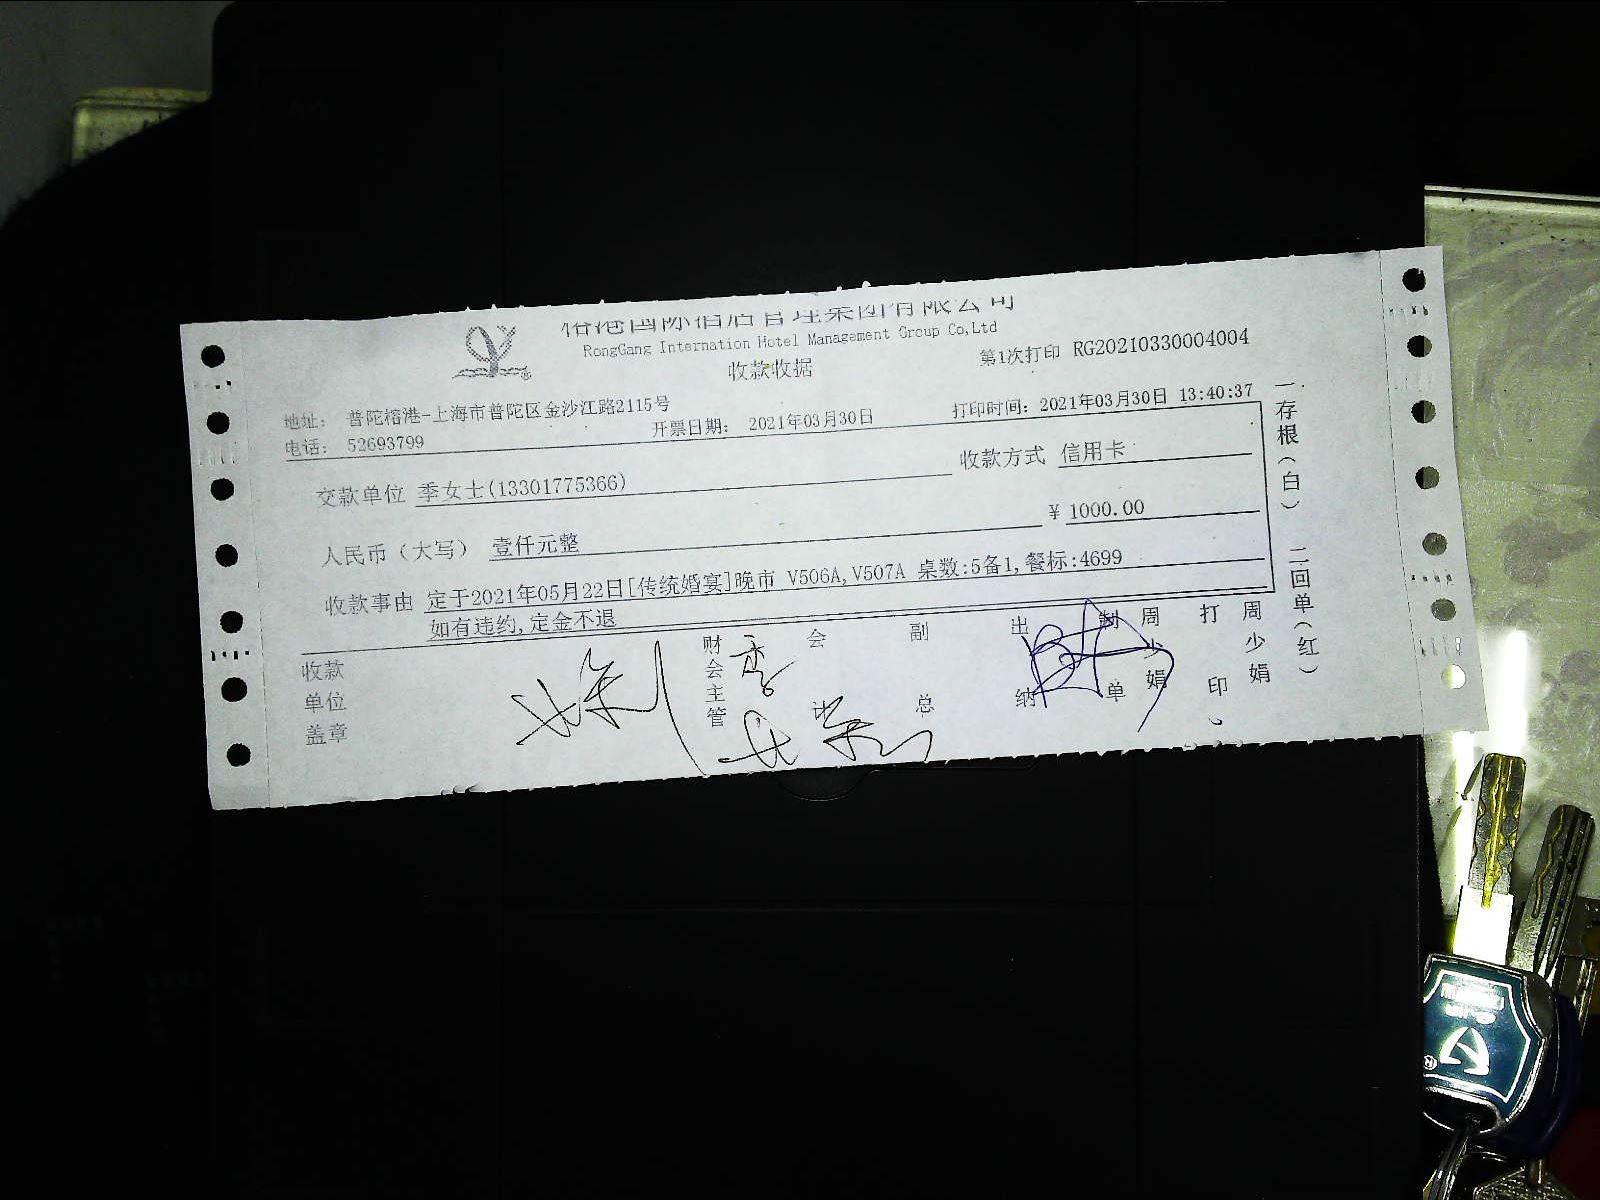 榕港国际酒店管理集团有限公司
RongGang Internation Hotel Management Group Co,Ltd
收款收据
第1次打印 RG20210330004004
地址: 普陀榕港-上海市普陀区金沙江路2115号
电话: 52693799
开票日期: 2021年03月30日
打印时间: 2021年03月30日 13:40:37
交款单位 季女士(13301775366)
收款方式 信用卡
人民币（大写） 壹仟元整
¥ 1000.00
收款事由 定于2021年05月22日[传统婚宴]晚市 V506A,V507A 桌数:5备1,餐标:4699
如有违约,定金不退
收款单位盖章
财会主管
会计
副总
出纳
制单
周少娟
打印
周少娟
一.存根(白) 二回单(红)